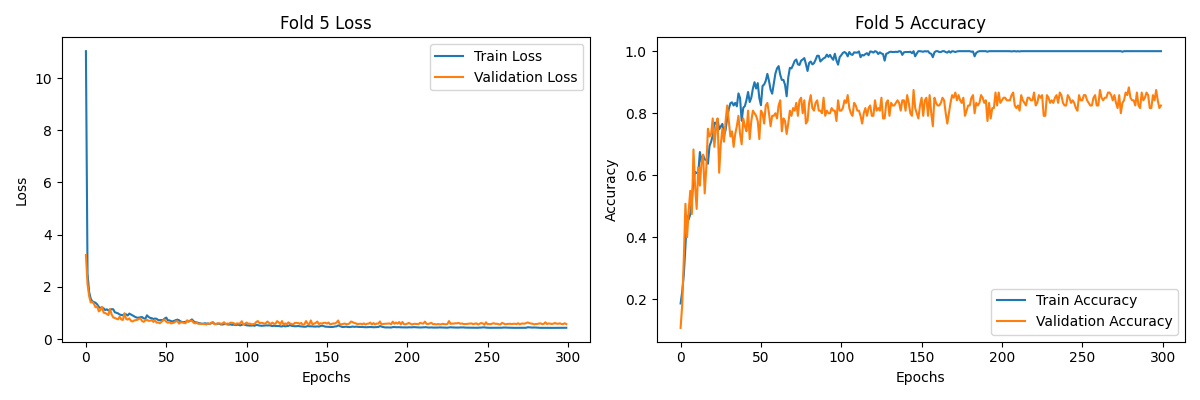 Fold 5 Loss
Train Loss
Validation Loss
10
8
6
4
2
0
Loss
0 50 100 150 200 250 300
Epochs
Fold 5 Accuracy
1.0
0.8
0.6
0.4
0.2
Accuracy
Train Accuracy
Validation Accuracy
0 50 100 150 200 250 300
Epochs